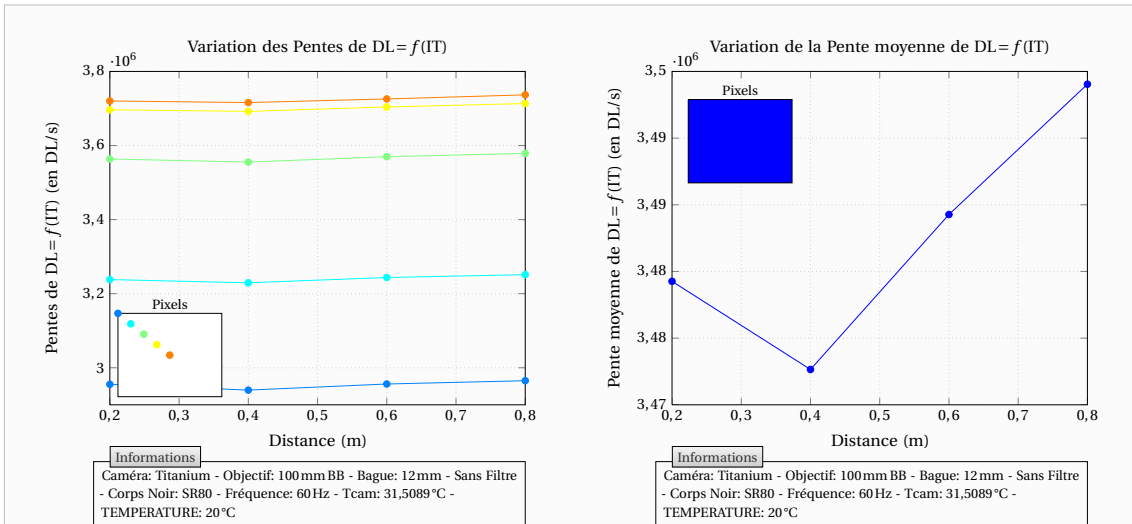 Variation des Pentes de DL = f(IT)
·10⁶
3,8
3,6
3,4
3,2
3
Pentes de DL = f(IT) (en DL/s)
Pixels
0,2 0,3 0,4 0,5 0,6 0,7 0,8
Distance (m)
Informations
Caméra: Titanium - Objectif: 100 mm BB - Bague: 12 mm - Sans Filtre
- Corps Noir: SR80 - Fréquence: 60 Hz - Tcam: 31,5089 °C -
TEMPERATURE: 20 °C
Variation de la Pente moyenne de DL = f(IT)
·10⁶
3,5
3,49
3,49
3,48
3,48
3,47
Pente moyenne de DL = f(IT) (en DL/s)
Pixels
0,2 0,3 0,4 0,5 0,6 0,7 0,8
Distance (m)
Informations
Caméra: Titanium - Objectif: 100 mm BB - Bague: 12 mm - Sans Filtre
- Corps Noir: SR80 - Fréquence: 60 Hz - Tcam: 31,5089 °C -
TEMPERATURE: 20 °C